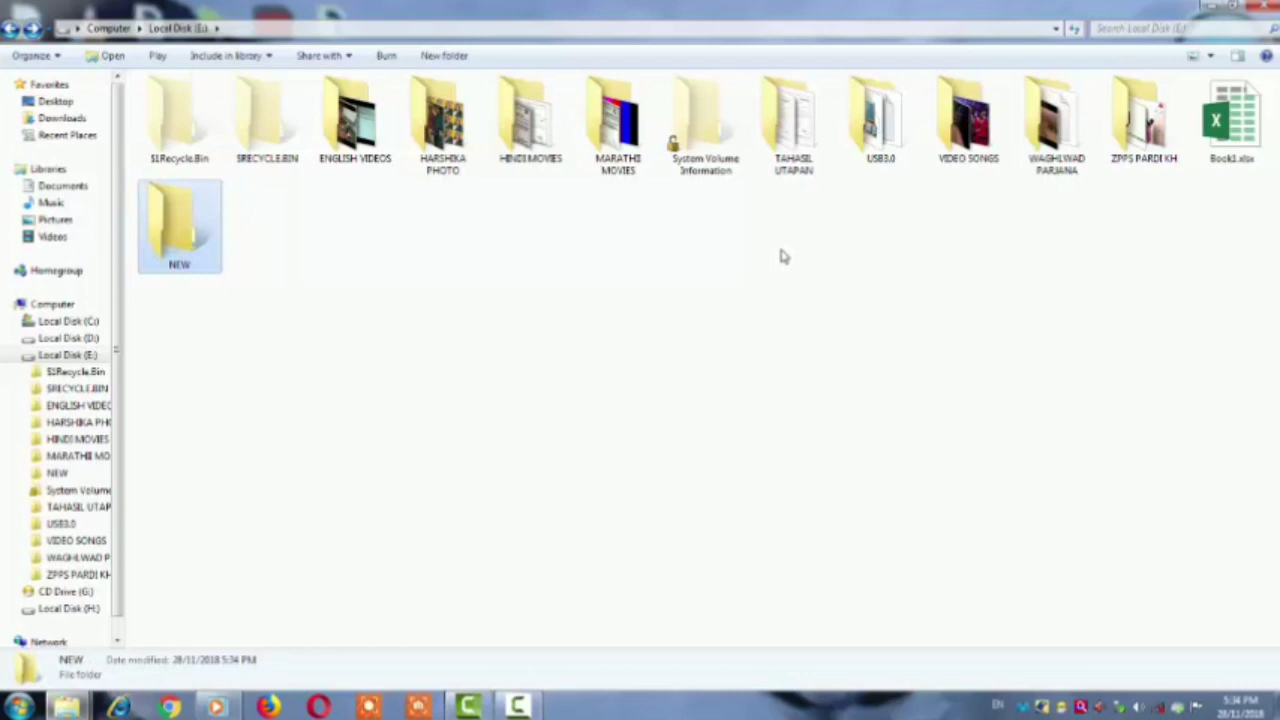 Computer Local Disk (E:)
Search Local Disk (E:)
Organize Open Play Include in library Share with Burn New folder
Favorites
Desktop
Downloads
Recent Places
Libraries
Documents
Music
Pictures
Videos
Homegroup
Computer
Local Disk (C:)
Local Disk (D:)
Local Disk (E:)
$1Recycle.Bin
$RECYCLE.BIN
ENGLISH VIDEO
HARSHIKA PHO
HINDI MOVIES
MARATHI MO
NEW
System Volume
TAHASIL UTAP
USB3.0
VIDEO SONGS
WAGHLWAD P
ZPPS PARDI KH
CD Drive (G:)
Local Disk (H:)
Network
$1Recycle.Bin
$RECYCLE.BIN
ENGLISH VIDEOS
HARSHIKA
PHOTO
HINDI MOVIES
MARATHI
MOVIES
System Volume
Information
TAHASIL
UTAPAN
USB3.0
VIDEO SONGS
WAGHLWAD
PARJANA
ZPPS PARDI KH
Book1.xlsx
NEW
NEW Date modified: 28/11/2018 5:34 PM
File folder
EN
5:34 PM
28/11/2018